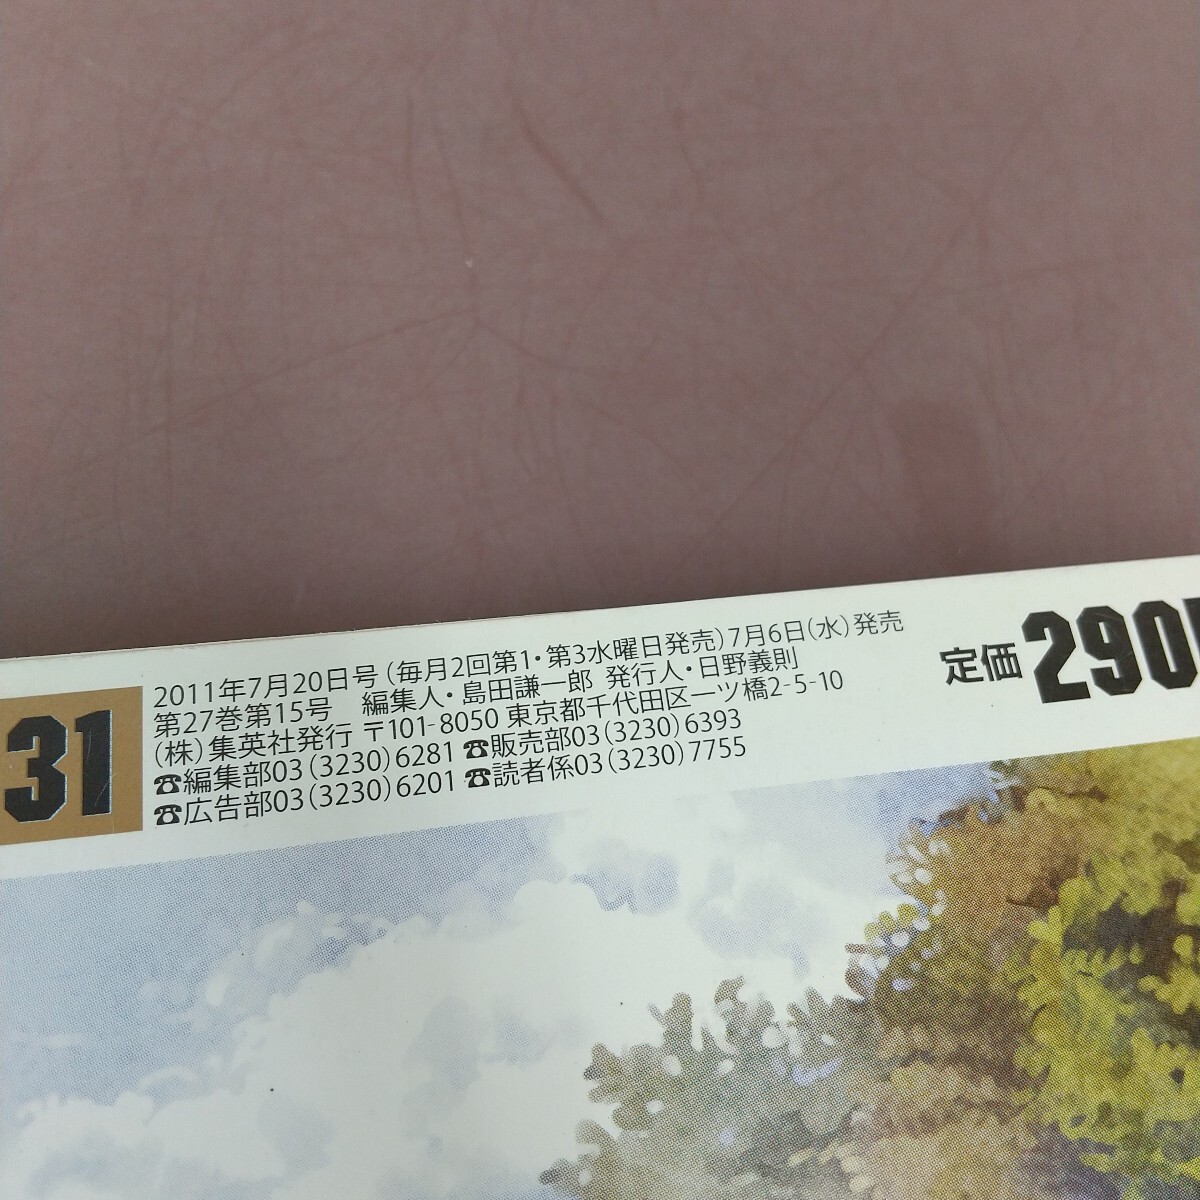 31
2011年7月20日号(毎月2回第1・第3水曜日発売)7月6日(水)発売
第27巻第15号 編集人・島田謙一郎 発行人・日野義則
(株)集英社発行 〒101-8050 東京都千代田区一ツ橋2-5-10
☎編集部03(3230)6281 ☎販売部03(3230)6393
☎広告部03(3230)6201 ☎読者係03(3230)7755
定価290